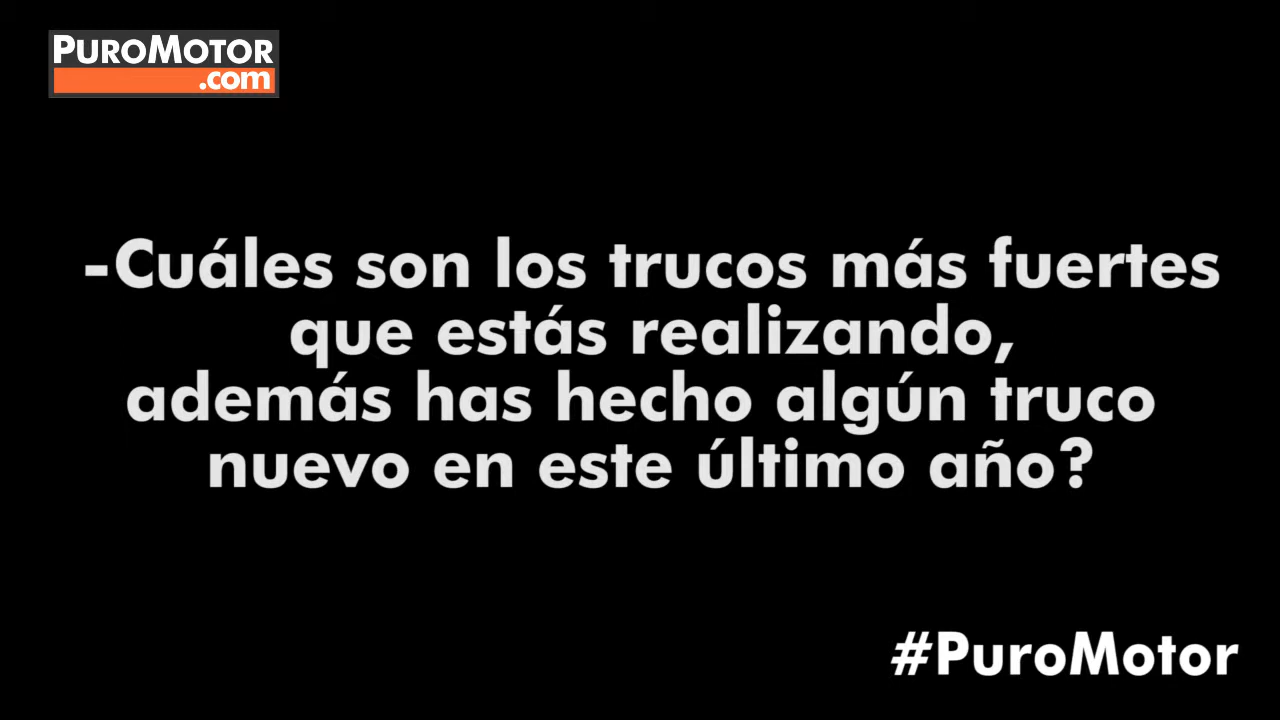 PUROMOTOR
.com
-Cuáles son los trucos más fuertes
que estás realizando,
además has hecho algún truco
nuevo en este último año?
#PuroMotor